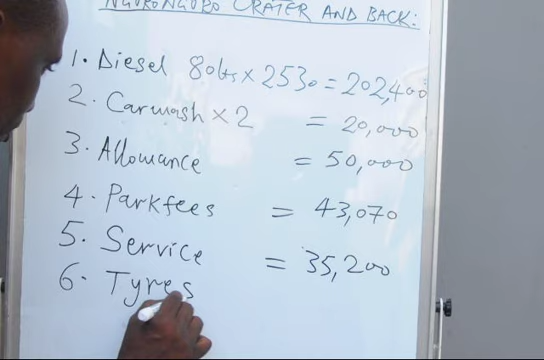 NGORONGORO CRATER AND BACK:
1. Diesel 80lts × 2530 = 202,400
2. Carwash × 2 = 20,000
3. Allowance = 50,000
4. Parkfees = 43,070
5. Service = 35,200
6. Tyres